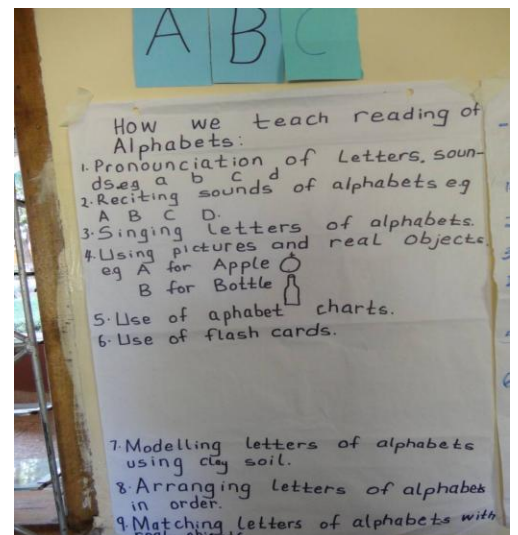 A B C
How we teach reading of
Alphabets:
1. Pronounciation of Letters. soun-
ds.eg a b c d
2. Reciting sounds of alphabets e.g
A B C D.
3. Singing Letters of alphabets.
4. Using pictures and real objects.
eg A for Apple
B for Bottle
5. Use of aphabet charts.
6. Use of flash cards.
7. Modelling letters of alphabets
using clay soil.
8. Arranging letters of alphabets
in order.
9. Matching letters of alphabets with
real objects